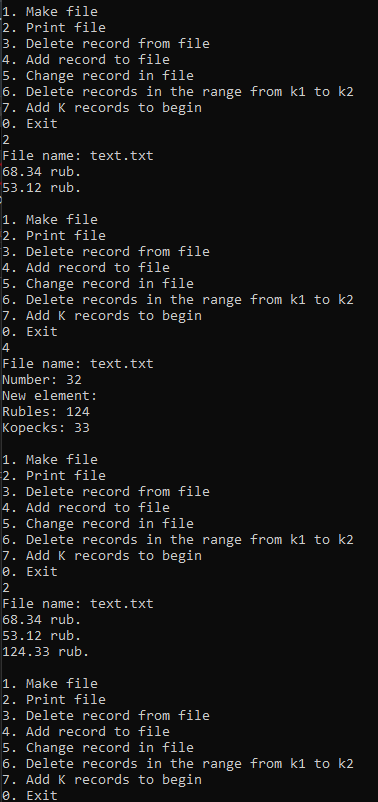 1. Make file
2. Print file
3. Delete record from file
4. Add record to file
5. Change record in file
6. Delete records in the range from k1 to k2
7. Add K records to begin
0. Exit
2
File name: text.txt
68.34 rub.
53.12 rub.
1. Make file
2. Print file
3. Delete record from file
4. Add record to file
5. Change record in file
6. Delete records in the range from k1 to k2
7. Add K records to begin
0. Exit
4
File name: text.txt
Number: 32
New element:
Rubles: 124
Kopecks: 33
1. Make file
2. Print file
3. Delete record from file
4. Add record to file
5. Change record in file
6. Delete records in the range from k1 to k2
7. Add K records to begin
0. Exit
2
File name: text.txt
68.34 rub.
53.12 rub.
124.33 rub.
1. Make file
2. Print file
3. Delete record from file
4. Add record to file
5. Change record in file
6. Delete records in the range from k1 to k2
7. Add K records to begin
0. Exit